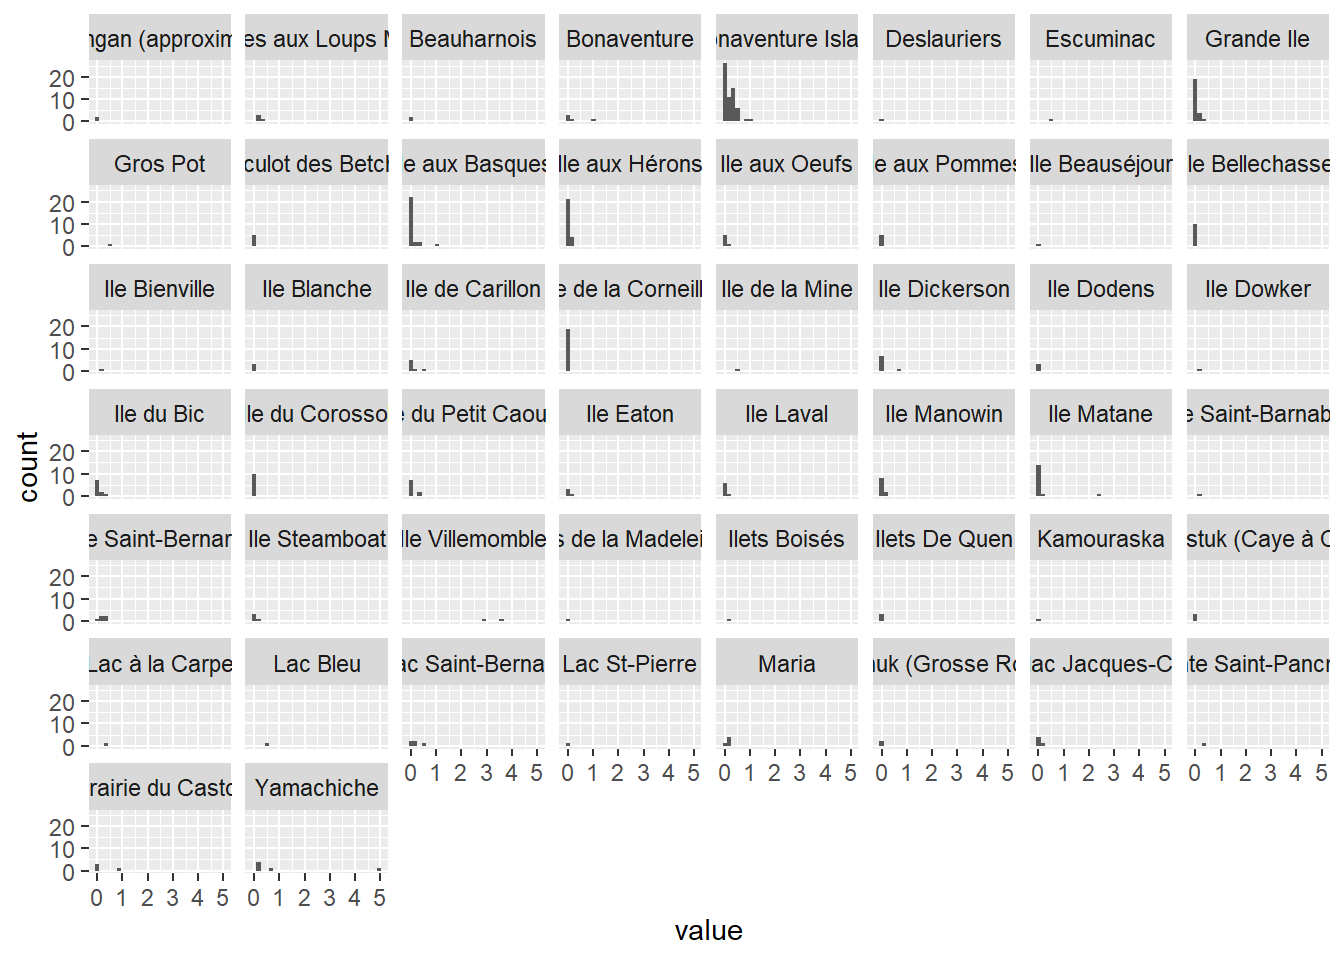 ngan (approxim es aux Loups M Beauharnois Bonaventure onaventure Isla Deslauriers Escuminac Grande Ile
20
10
0
Gros Pot culot des Betch le aux Basques Ile aux Hérons Ile aux Oeufs e aux Pommes Ile Beauséjour le Bellechasse
20
10
0
Ile Bienville Ile Blanche Ile de Carillon e de la Corneill Ile de la Mine Ile Dickerson Ile Dodens Ile Dowker
20
10
0
Ile du Bic le du Corosso e du Petit Caou Ile Eaton Ile Laval Ile Manowin Ile Matane e Saint-Barnab
20
10
0
count
e Saint-Bernar Ile Steamboat Ile Villemomble s de la Madelei Ilets Boisés Ilets De Quen Kamouraska stuk (Caye à C
20
10
0
Lac à la Carpe Lac Bleu ac Saint-Berna Lac St-Pierre Maria nuk (Grosse Ro lac Jacques-C nte Saint-Pancr
20
10
0
0 1 2 3 4 5 0 1 2 3 4 5 0 1 2 3 4 5 0 1 2 3 4 5 0 1 2 3 4 5 0 1 2 3 4 5
rairie du Casto Yamachiche
20
10
0
0 1 2 3 4 5 0 1 2 3 4 5
value